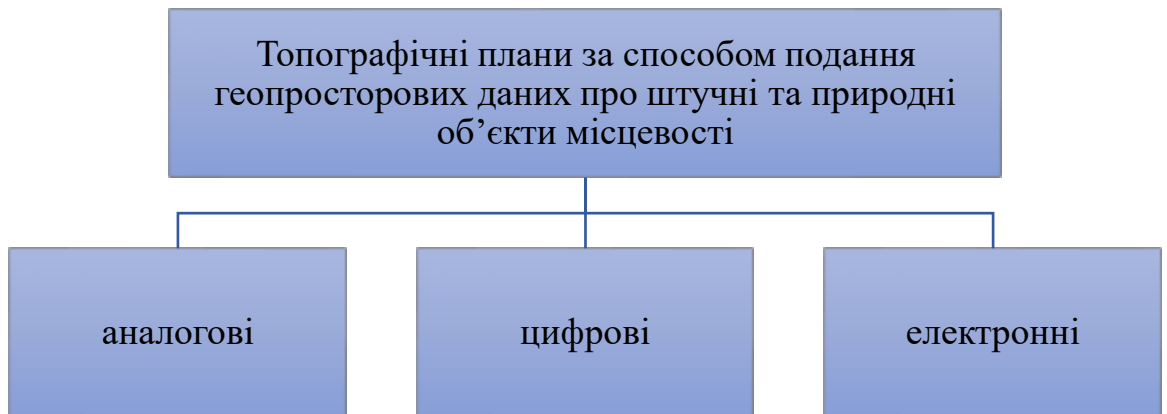 Топографічні плани за способом подання
геопросторових даних про штучні та природні
об’єкти місцевості
аналогові
цифрові
електронні